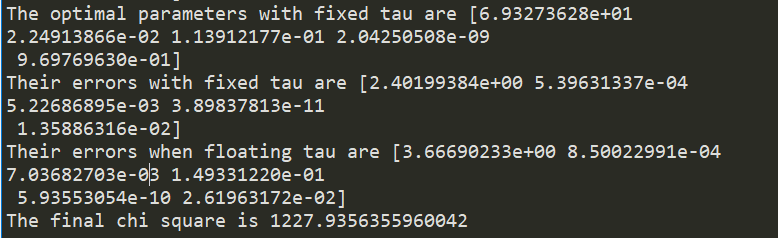 The optimal parameters with fixed tau are [6.93273628e+01
2.24913866e-02 1.13912177e-01 2.04250508e-09
9.69769630e-01]
Their errors with fixed tau are [2.40199384e+00 5.39631337e-04
5.22686895e-03 3.89837813e-11
1.35886316e-02]
Their errors when floating tau are [3.66690233e+00 8.50022991e-04
7.03682703e-03 1.49331220e-01
5.93553054e-10 2.61963172e-02]
The final chi square is 1227.9356355960042